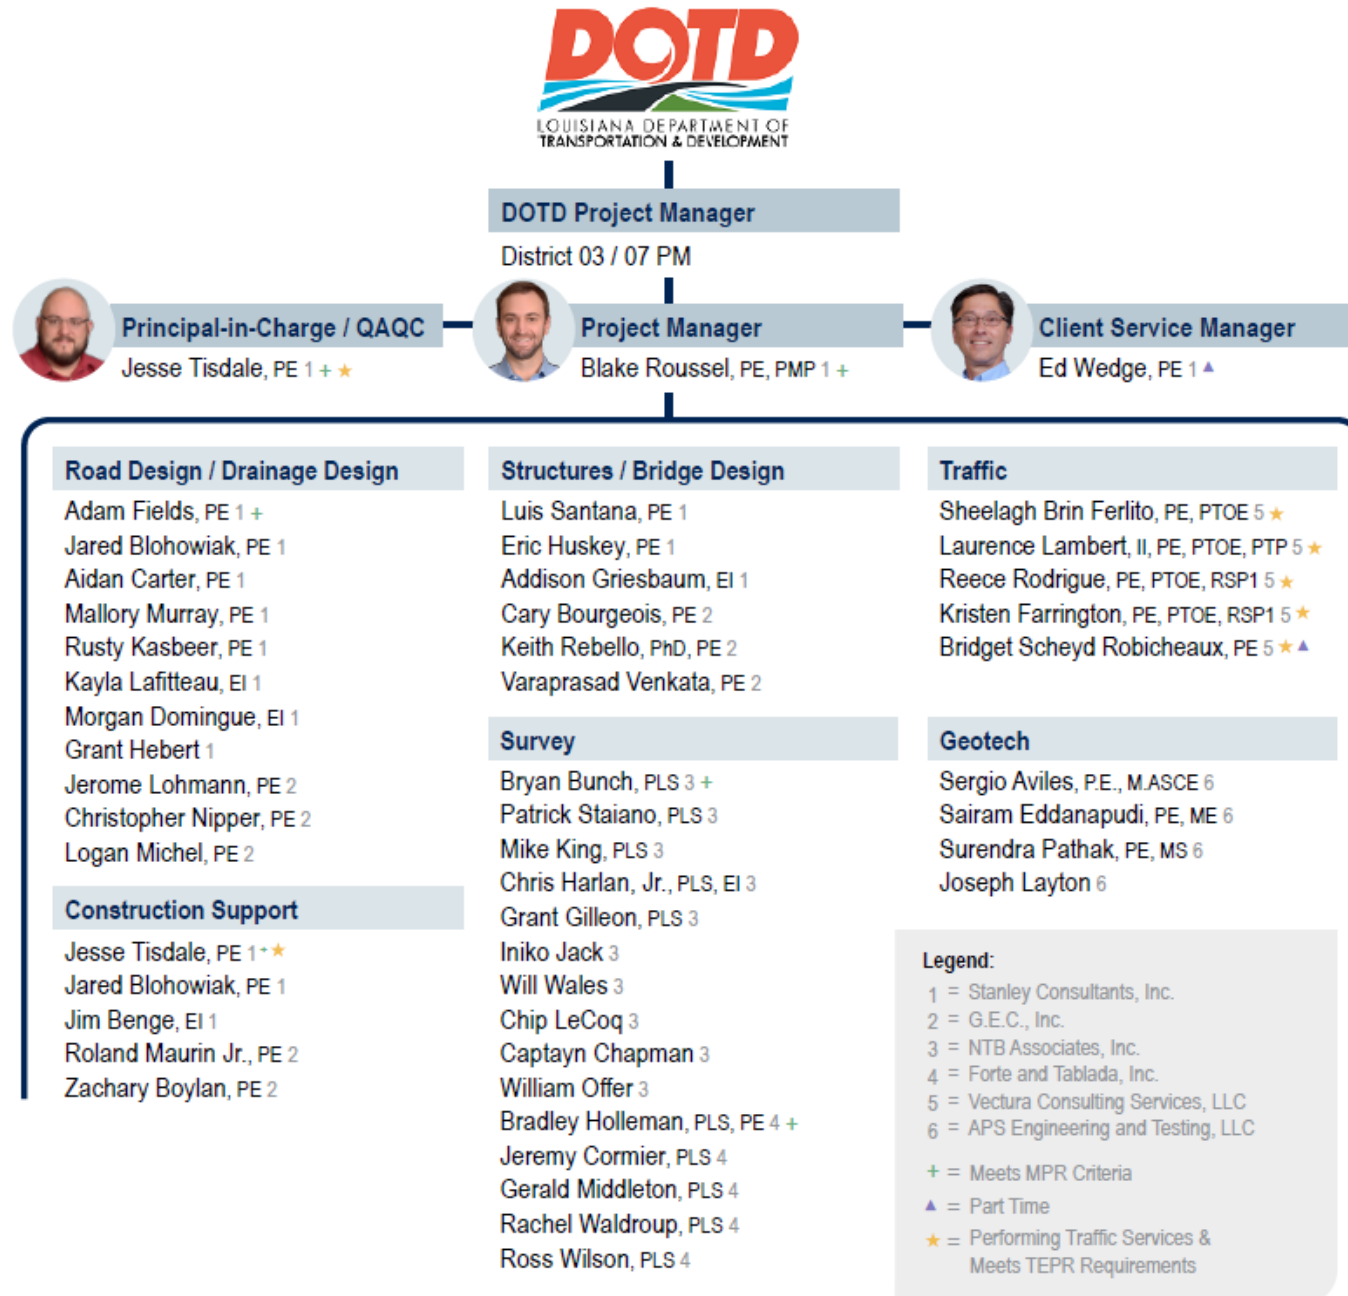 DOTD
LOUISIANA DEPARTMENT OF
TRANSPORTATION & DEVELOPMENT
DOTD Project Manager
District 03 / 07 PM
Principal-in-Charge / QAQC
Jesse Tisdale, PE 1 + ★
Project Manager
Blake Roussel, PE, PMP 1 +
Client Service Manager
Ed Wedge, PE 1 ▲
Road Design / Drainage Design
Adam Fields, PE 1 +
Jared Blohowiak, PE 1
Aidan Carter, PE 1
Mallory Murray, PE 1
Rusty Kasbeer, PE 1
Kayla Lafitteau, EI 1
Morgan Domingue, EI 1
Grant Hebert 1
Jerome Lohmann, PE 2
Christopher Nipper, PE 2
Logan Michel, PE 2
Construction Support
Jesse Tisdale, PE 1 + ★
Jared Blohowiak, PE 1
Jim Benge, EI 1
Roland Maurin Jr., PE 2
Zachary Boylan, PE 2
Structures / Bridge Design
Luis Santana, PE 1
Eric Huskey, PE 1
Addison Griesbaum, EI 1
Cary Bourgeois, PE 2
Keith Rebello, PhD, PE 2
Varaprasad Venkata, PE 2
Survey
Bryan Bunch, PLS 3 +
Patrick Staiano, PLS 3
Mike King, PLS 3
Chris Harlan, Jr., PLS, EI 3
Grant Gilleon, PLS 3
Iniko Jack 3
Will Wales 3
Chip LeCoq 3
Captayn Chapman 3
William Offer 3
Bradley Holleman, PLS, PE 4 +
Jeremy Cormier, PLS 4
Gerald Middleton, PLS 4
Rachel Waldroup, PLS 4
Ross Wilson, PLS 4
Traffic
Sheelagh Brin Ferlito, PE, PTOE 5 ★
Laurence Lambert, II, PE, PTOE, PTP 5 ★
Reece Rodrigue, PE, PTOE, RSP1 5 ★
Kristen Farrington, PE, PTOE, RSP1 5 ★
Bridget Scheyd Robicheaux, PE 5 ★ ▲
Geotech
Sergio Aviles, P.E., M.ASCE 6
Sairam Eddanapudi, PE, ME 6
Surendra Pathak, PE, MS 6
Joseph Layton 6
Legend:
1 = Stanley Consultants, Inc.
2 = G.E.C., Inc.
3 = NTB Associates, Inc.
4 = Forte and Tablada, Inc.
5 = Vectura Consulting Services, LLC
6 = APS Engineering and Testing, LLC
+ = Meets MPR Criteria
▲ = Part Time
★ = Performing Traffic Services &
Meets TEPR Requirements